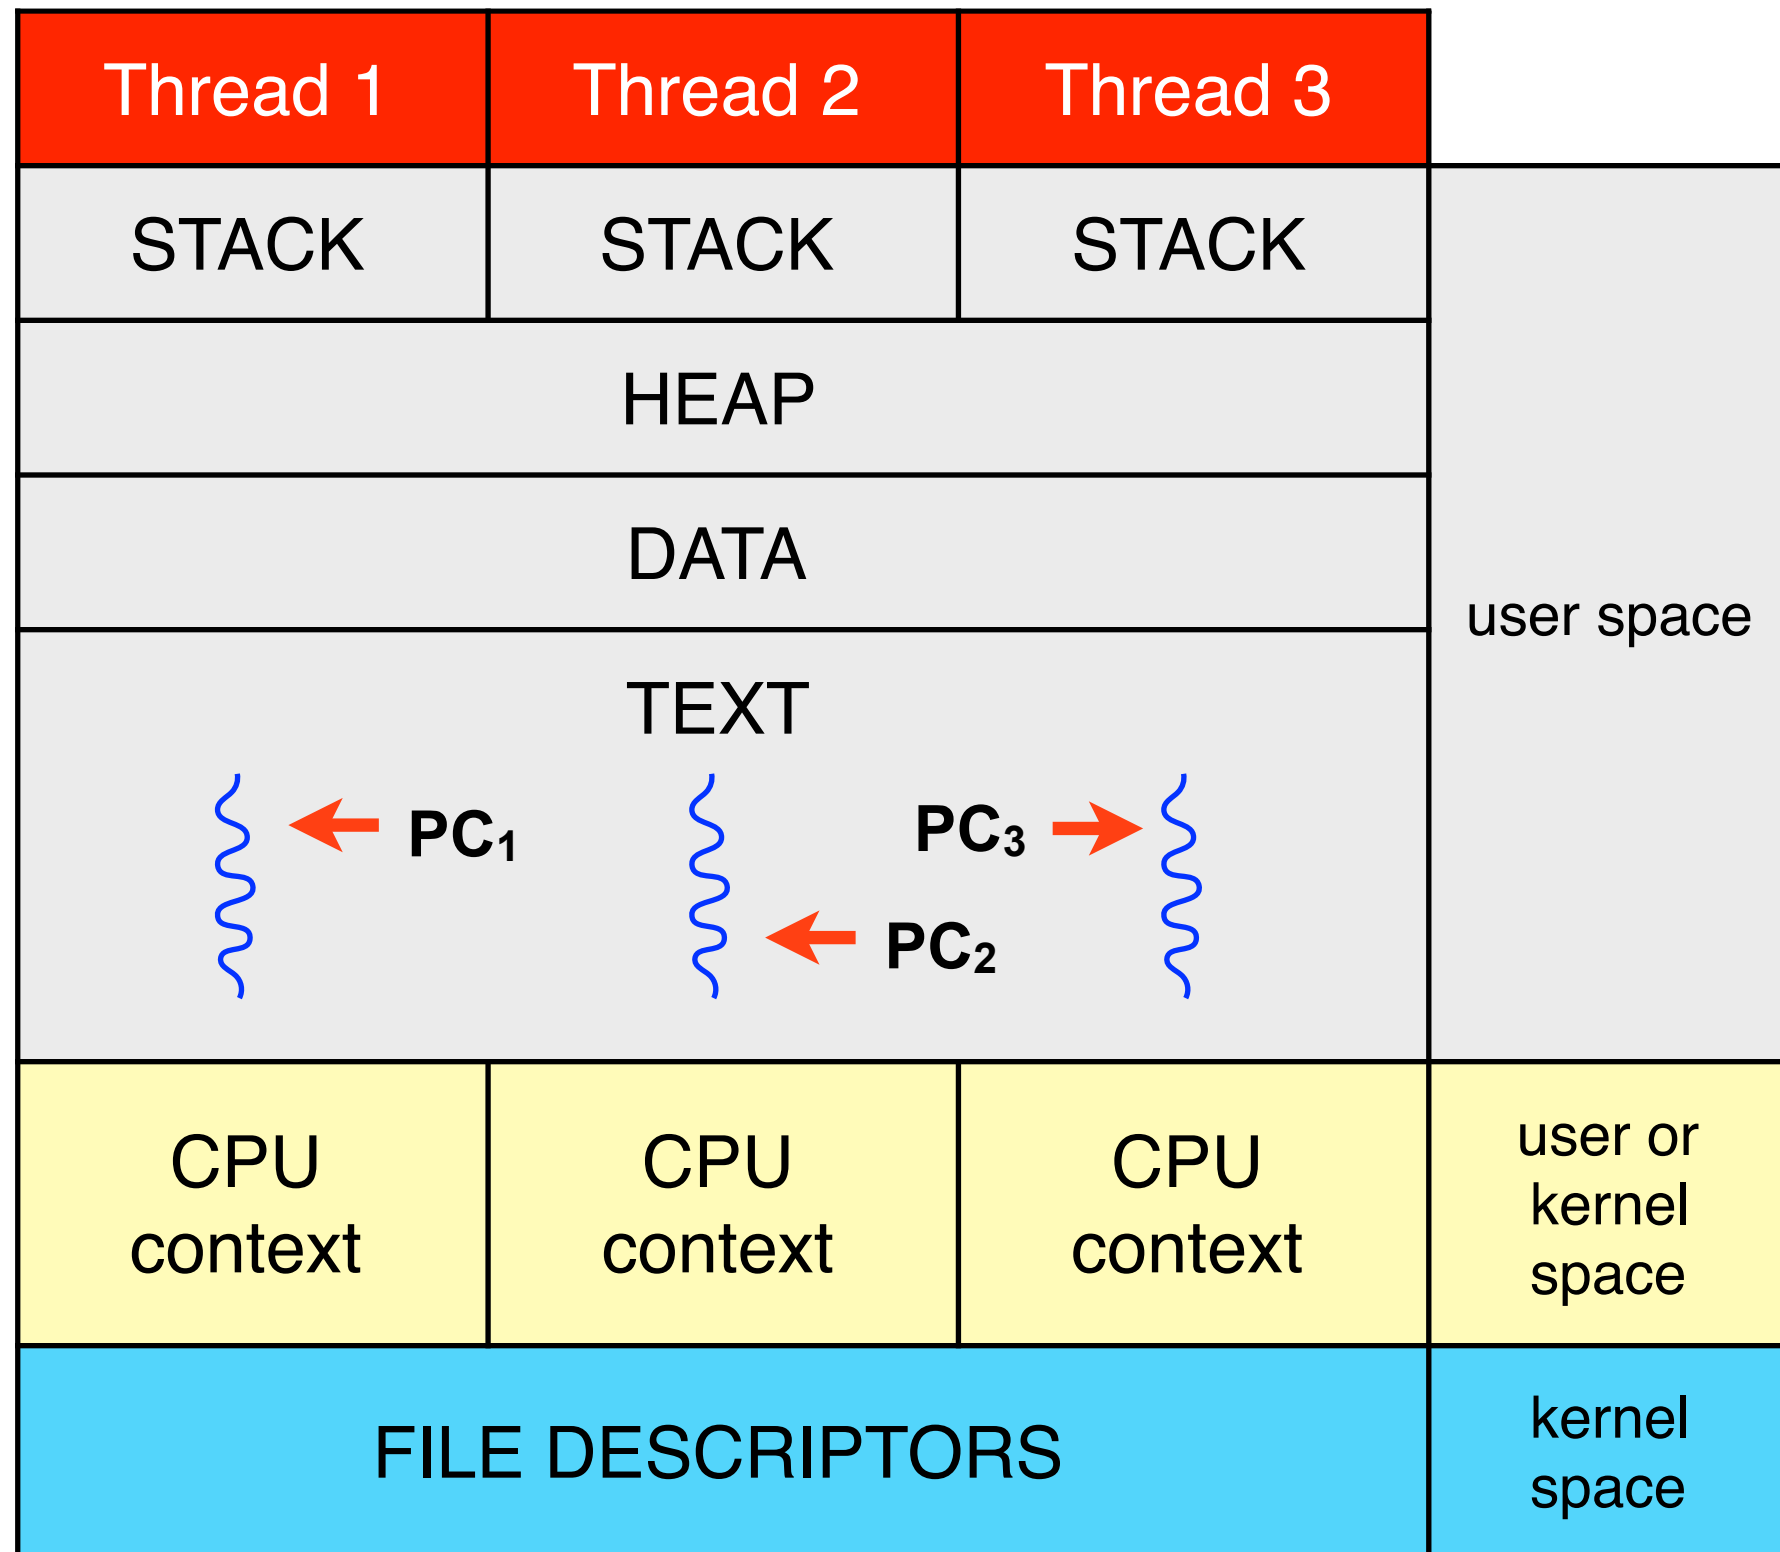 Thread 1
Thread 2
Thread 3
STACK
STACK
STACK
HEAP
DATA
user space
TEXT
PC₁
PC₃
PC₂
CPU
context
CPU
context
CPU
context
user or
kernel
space
FILE DESCRIPTORS
kernel
space